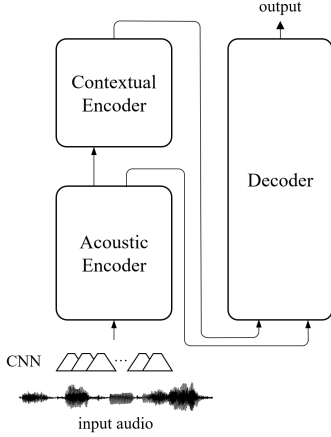 output
Contextual
Encoder
Decoder
Acoustic
Encoder
CNN
...
input audio